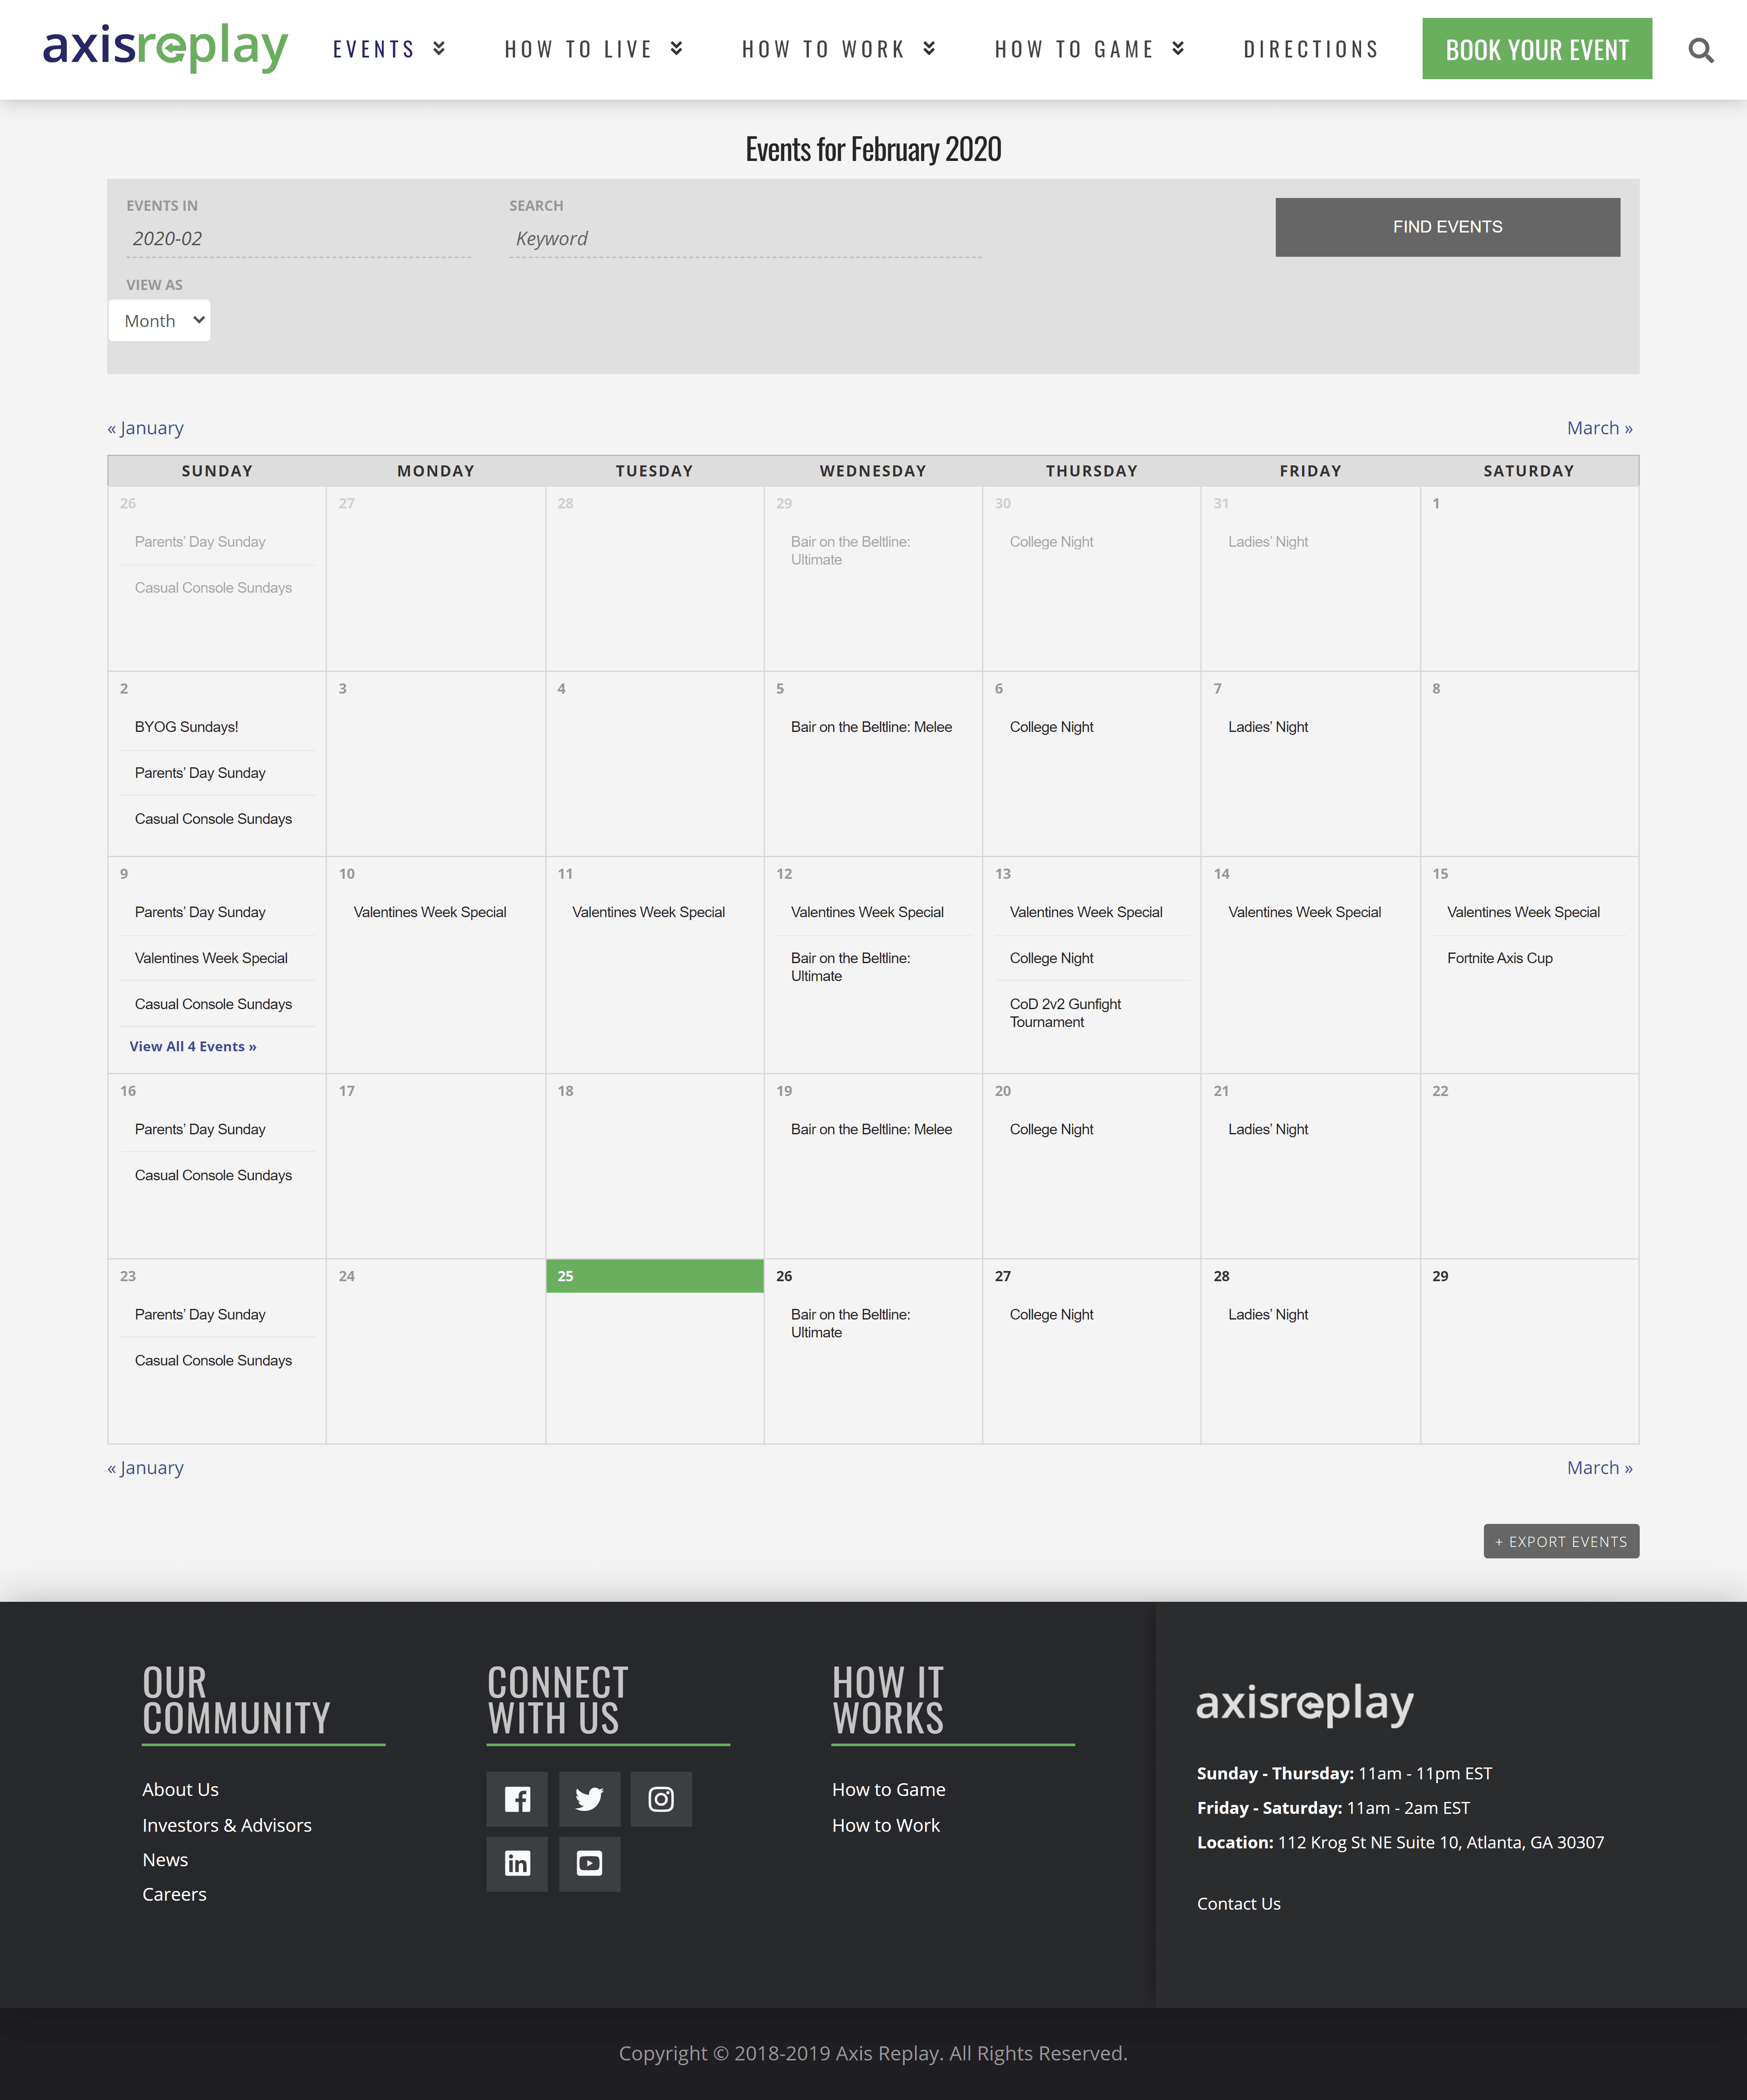 axisreplay
EVENTS
HOW TO LIVE
HOW TO WORK
HOW TO GAME
DIRECTIONS
BOOK YOUR EVENT
Events for February 2020
EVENTS IN
SEARCH
2020-02
Keyword
FIND EVENTS
VIEW AS
Month
« January
March »
SUNDAY
MONDAY
TUESDAY
WEDNESDAY
THURSDAY
FRIDAY
SATURDAY
26
Parents’ Day Sunday
Casual Console Sundays
27
28
29
Bair on the Beltline:
Ultimate
30
College Night
31
Ladies’ Night
1
2
BYOG Sundays!
Parents’ Day Sunday
Casual Console Sundays
3
4
5
Bair on the Beltline: Melee
6
College Night
7
Ladies’ Night
8
9
Parents’ Day Sunday
Valentines Week Special
Casual Console Sundays
View All 4 Events »
10
Valentines Week Special
11
Valentines Week Special
12
Valentines Week Special
Bair on the Beltline:
Ultimate
13
Valentines Week Special
College Night
CoD 2v2 Gunfight
Tournament
14
Valentines Week Special
15
Valentines Week Special
Fortnite Axis Cup
16
Parents’ Day Sunday
Casual Console Sundays
17
18
19
Bair on the Beltline: Melee
20
College Night
21
Ladies’ Night
22
23
Parents’ Day Sunday
Casual Console Sundays
24
25
26
Bair on the Beltline:
Ultimate
27
College Night
28
Ladies’ Night
29
« January
March »
+ EXPORT EVENTS
OUR
COMMUNITY
About Us
Investors & Advisors
News
Careers
CONNECT
WITH US
HOW IT
WORKS
How to Game
How to Work
axisreplay
Sunday - Thursday: 11am - 11pm EST
Friday - Saturday: 11am - 2am EST
Location: 112 Krog St NE Suite 10, Atlanta, GA 30307
Contact Us
Copyright © 2018-2019 Axis Replay. All Rights Reserved.